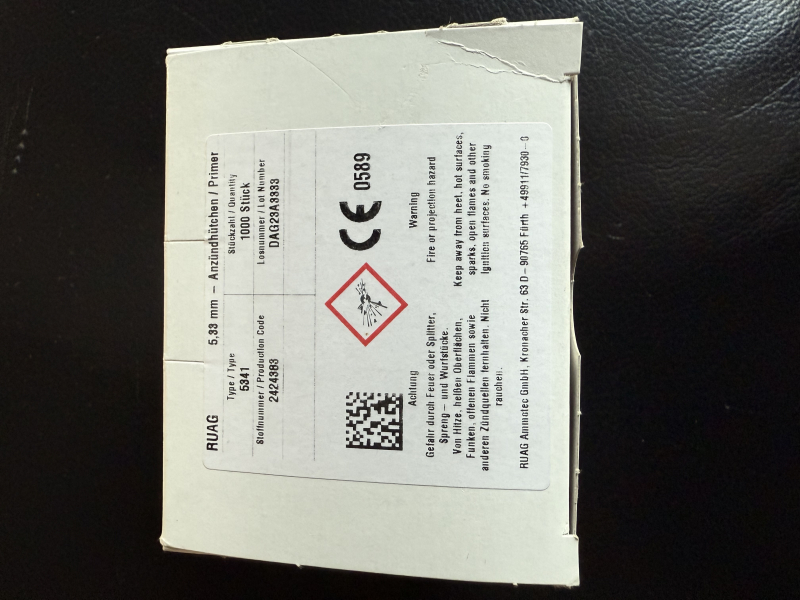 RUAG 5,33 mm – Anzündhütchen / Primer
Type / Type
5341
Stückzahl / Quantity
1000 Stück
Stoffnummer / Production Code
2424383
Losnummer / Lot Number
DAG23A3333
CE 0589
Achtung
Gefahr durch Feuer oder Splitter,
Spreng– und Wurfstücke.
Von Hitze, heißen Oberflächen,
Funken, offenen Flammen sowie
anderen Zündquellen fernhalten. Nicht
rauchen.
Warning
Fire or projection hazard
Keep away from heet, hot surfaces,
sparks, open flames and other
ignition surfaces. No smoking
RUAG Ammotec GmbH, Kronacher Str. 63 D – 90765 Fürth +49911/7930–0